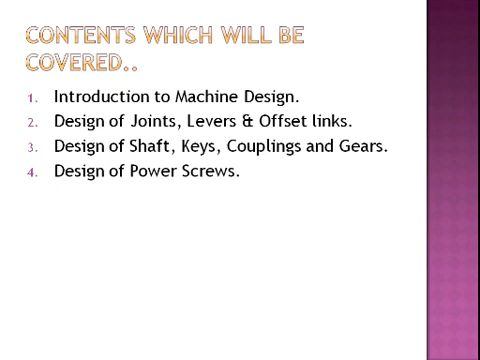 CONTENTS WHICH WILL BE
COVERED..
1. Introduction to Machine Design.
2. Design of Joints, Levers & Offset links.
3. Design of Shaft, Keys, Couplings and Gears.
4. Design of Power Screws.